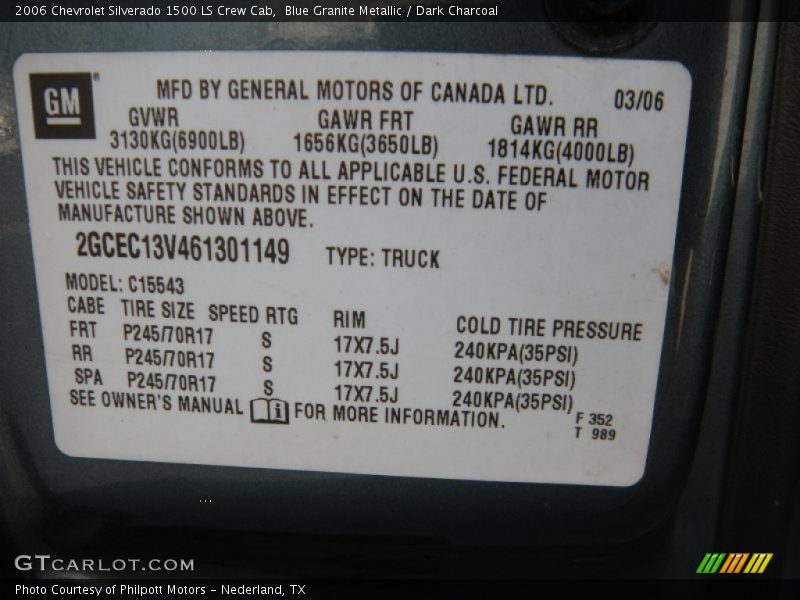 2006 Chevrolet Silverado 1500 LS Crew Cab,  Blue Granite Metallic / Dark Charcoal
GM
MFD BY GENERAL MOTORS OF CANADA LTD. 03/06
GVWR GAWR FRT GAWR RR
3130KG(6900LB) 1656KG(3650LB) 1814KG(4000LB)
THIS VEHICLE CONFORMS TO ALL APPLICABLE U.S. FEDERAL MOTOR
VEHICLE SAFETY STANDARDS IN EFFECT ON THE DATE OF
MANUFACTURE SHOWN ABOVE.
2GCEC13V461301149 TYPE: TRUCK
MODEL: C15543
CABE TIRE SIZE SPEED RTG RIM COLD TIRE PRESSURE
FRT P245/70R17 S 17X7.5J 240KPA(35PSI)
RR P245/70R17 S 17X7.5J 240KPA(35PSI)
SPA P245/70R17 S 17X7.5J 240KPA(35PSI)
SEE OWNER'S MANUAL FOR MORE INFORMATION. F 352
T 989
GTCARLOT.COM
Photo Courtesy of Philpott Motors – Nederland, TX